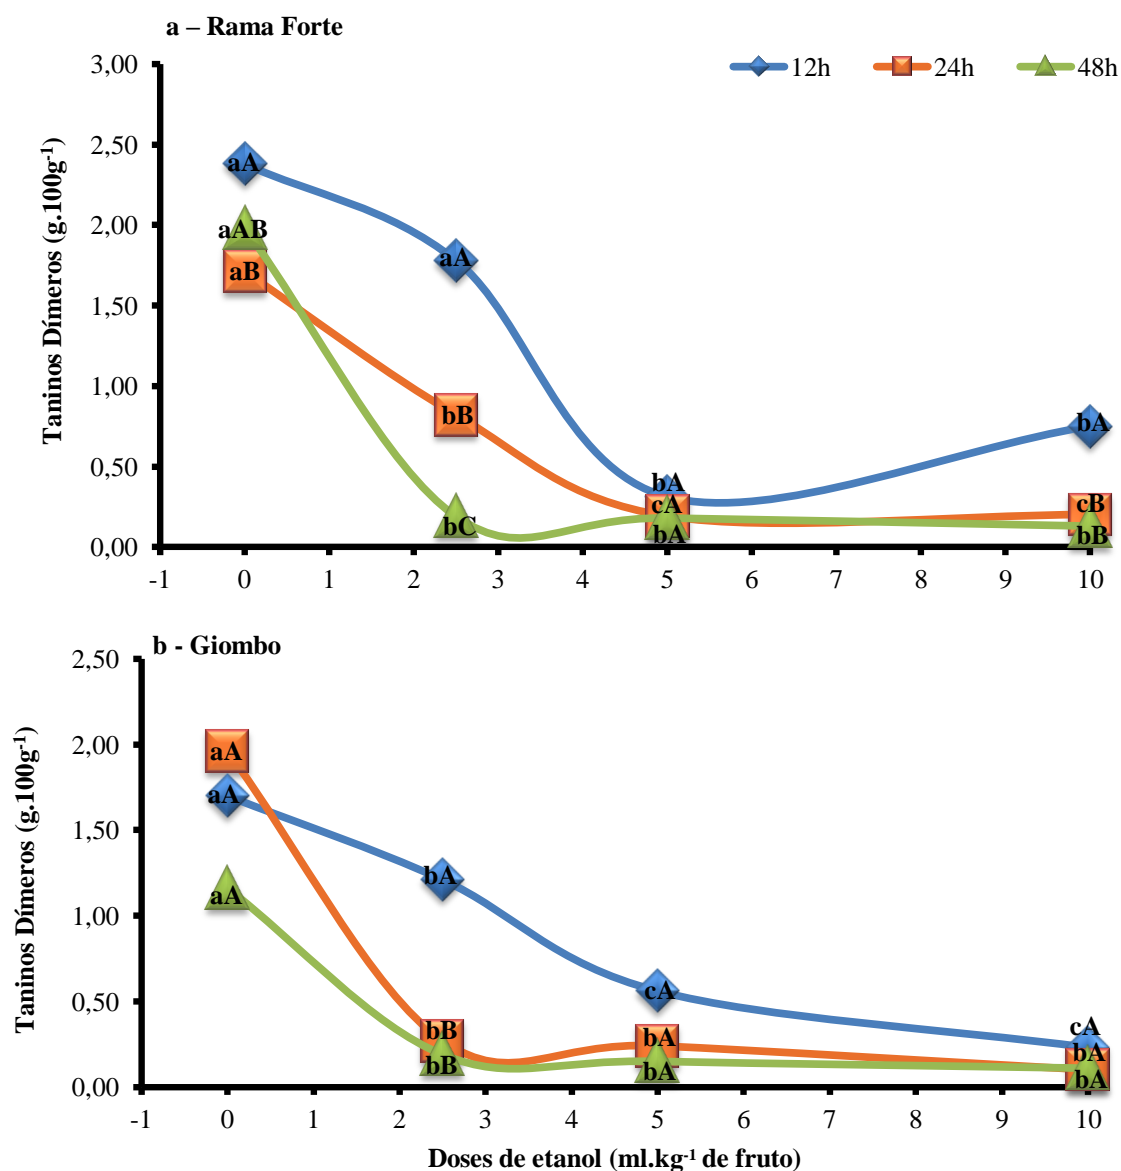 a – Rama Forte
12h 24h 48h
3,00
2,50
2,00
1,50
1,00
0,50
0,00
Taninos Dímeros (g.100g-1)
aA
aAB
aB
aA
bB
bC
bA
cA
bA
bA
cB
bB
-1 0 1 2 3 4 5 6 7 8 9 10
b - Giombo
2,50
2,00
1,50
1,00
0,50
0,00
Taninos Dímeros (g.100g-1)
aA
aA
aA
bA
bB
bB
cA
bA
bA
cA
bA
bA
-1 0 1 2 3 4 5 6 7 8 9 10
Doses de etanol (ml.kg-1 de fruto)